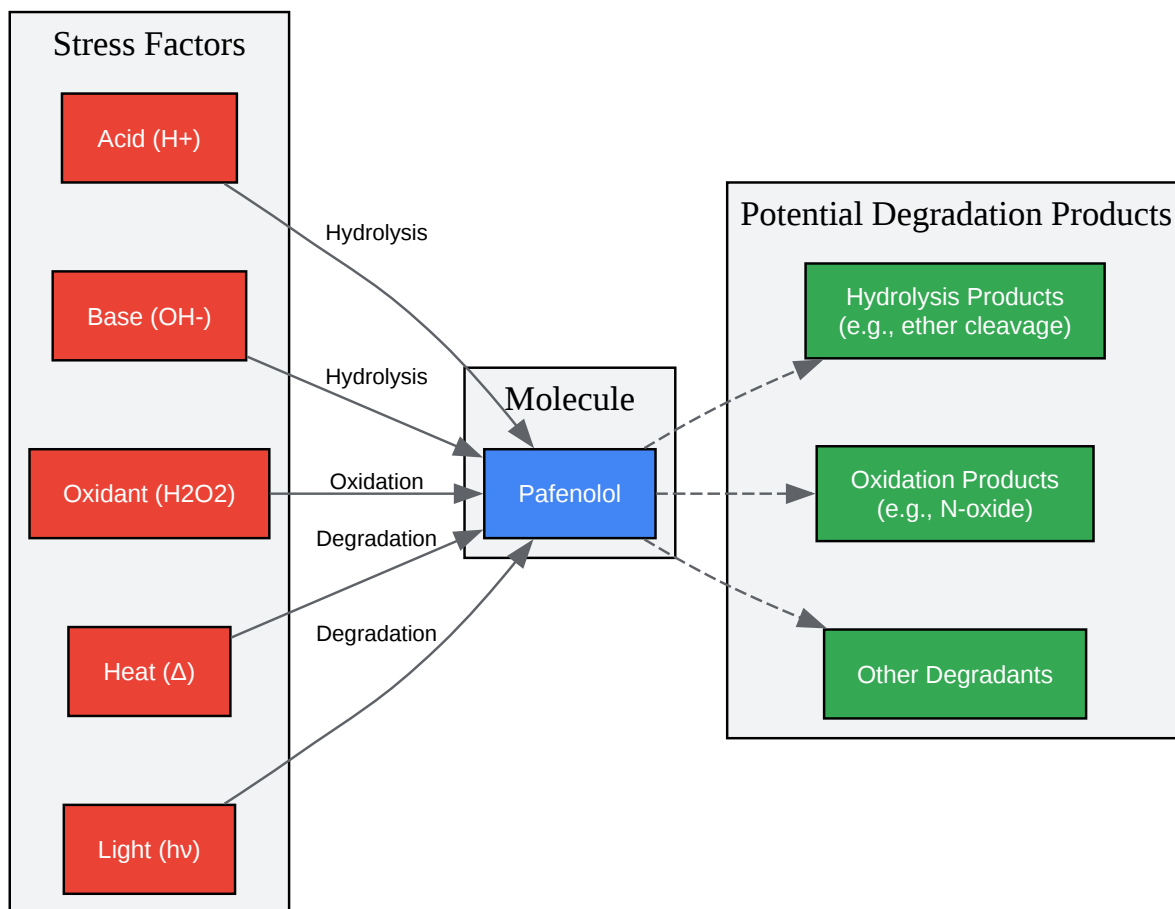 Stress Factors
Acid (H+)
Base (OH-)
Oxidant (H2O2)
Heat (Δ)
Light (hν)
Hydrolysis
Hydrolysis
Oxidation
Degradation
Degradation
Molecule
Pafenolol
Potential Degradation Products
Hydrolysis Products
(e.g., ether cleavage)
Oxidation Products
(e.g., N-oxide)
Other Degradants